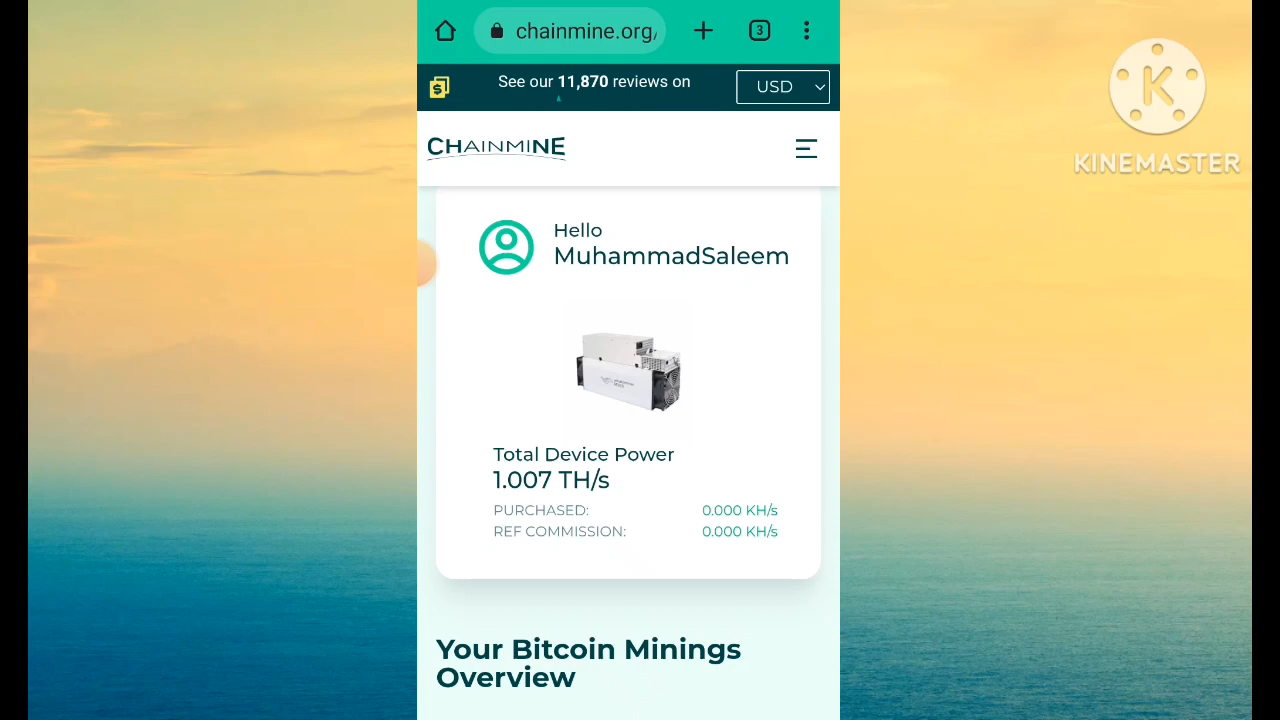 chainmine.org/
3
See our 11,870 reviews on
USD
CHAINMINE
Hello
MuhammadSaleem
Total Device Power
1.007 TH/s
PURCHASED: 0.000 KH/s
REF COMMISSION: 0.000 KH/s
Your Bitcoin Minings
Overview
K
KINEMASTER